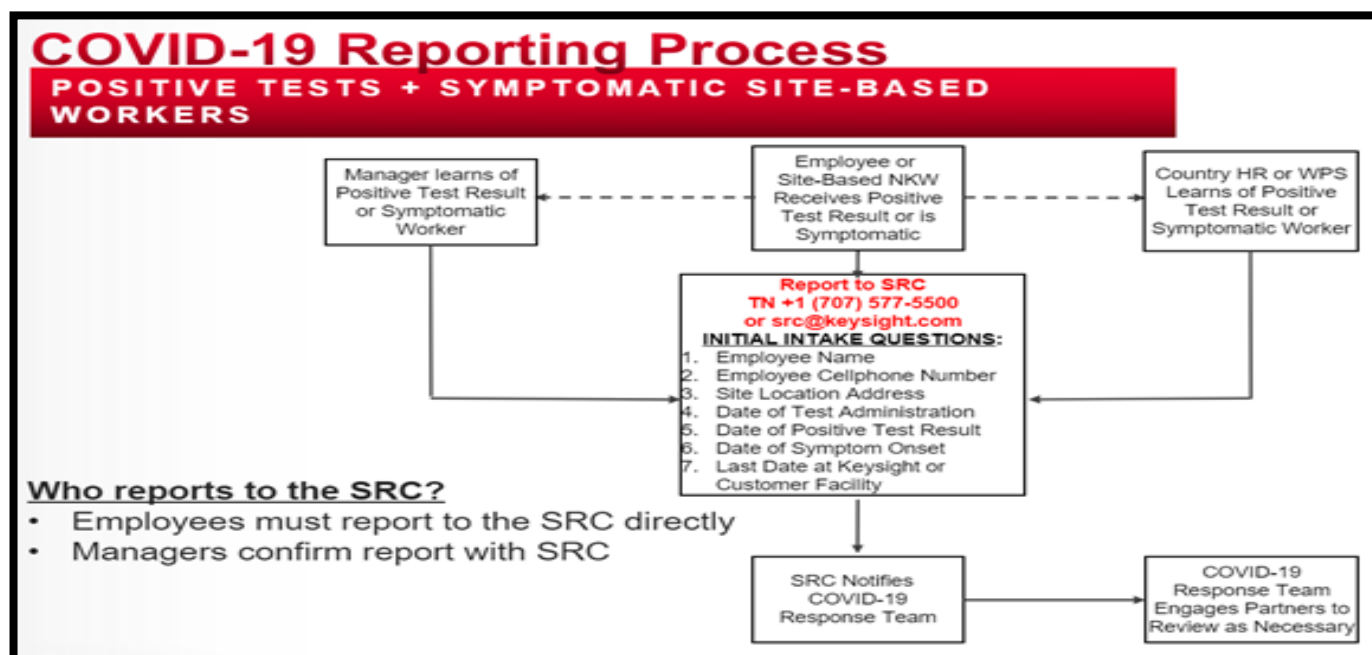 COVID-19 Reporting Process
POSITIVE TESTS + SYMPTOMATIC SITE-BASED
WORKERS
Manager learns of
Positive Test Result
or Symptomatic
Worker
Employee or
Site-Based NKW
Receives Positive
Test Result or is
Symptomatic
Country HR or WPS
Learns of Positive
Test Result or
Symptomatic Worker
Report to SRC
TN +1 (707) 577-5500
or src@keysight.com
INITIAL INTAKE QUESTIONS:
1. Employee Name
2. Employee Cellphone Number
3. Site Location Address
4. Date of Test Administration
5. Date of Positive Test Result
6. Date of Symptom Onset
7. Last Date at Keysight or
Customer Facility
Who reports to the SRC?
• Employees must report to the SRC directly
• Managers confirm report with SRC
SRC Notifies
COVID-19
Response Team
COVID-19
Response Team
Engages Partners to
Review as Necessary